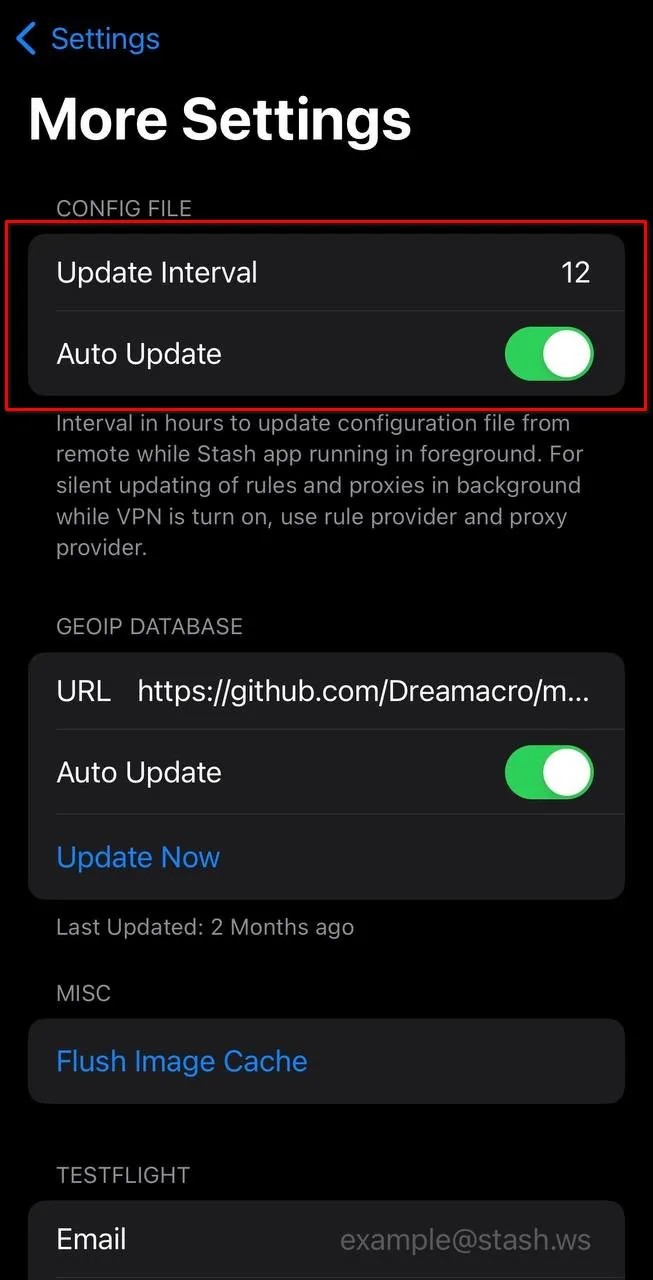 Settings
More Settings
CONFIG FILE
Update Interval 12
Auto Update
Interval in hours to update configuration file from
remote while Stash app running in foreground. For
silent updating of rules and proxies in background
while VPN is turn on, use rule provider and proxy
provider.
GEOIP DATABASE
URL https://github.com/Dreamacro/m...
Auto Update
Update Now
Last Updated: 2 Months ago
MISC
Flush Image Cache
TESTFLIGHT
Email example@stash.ws